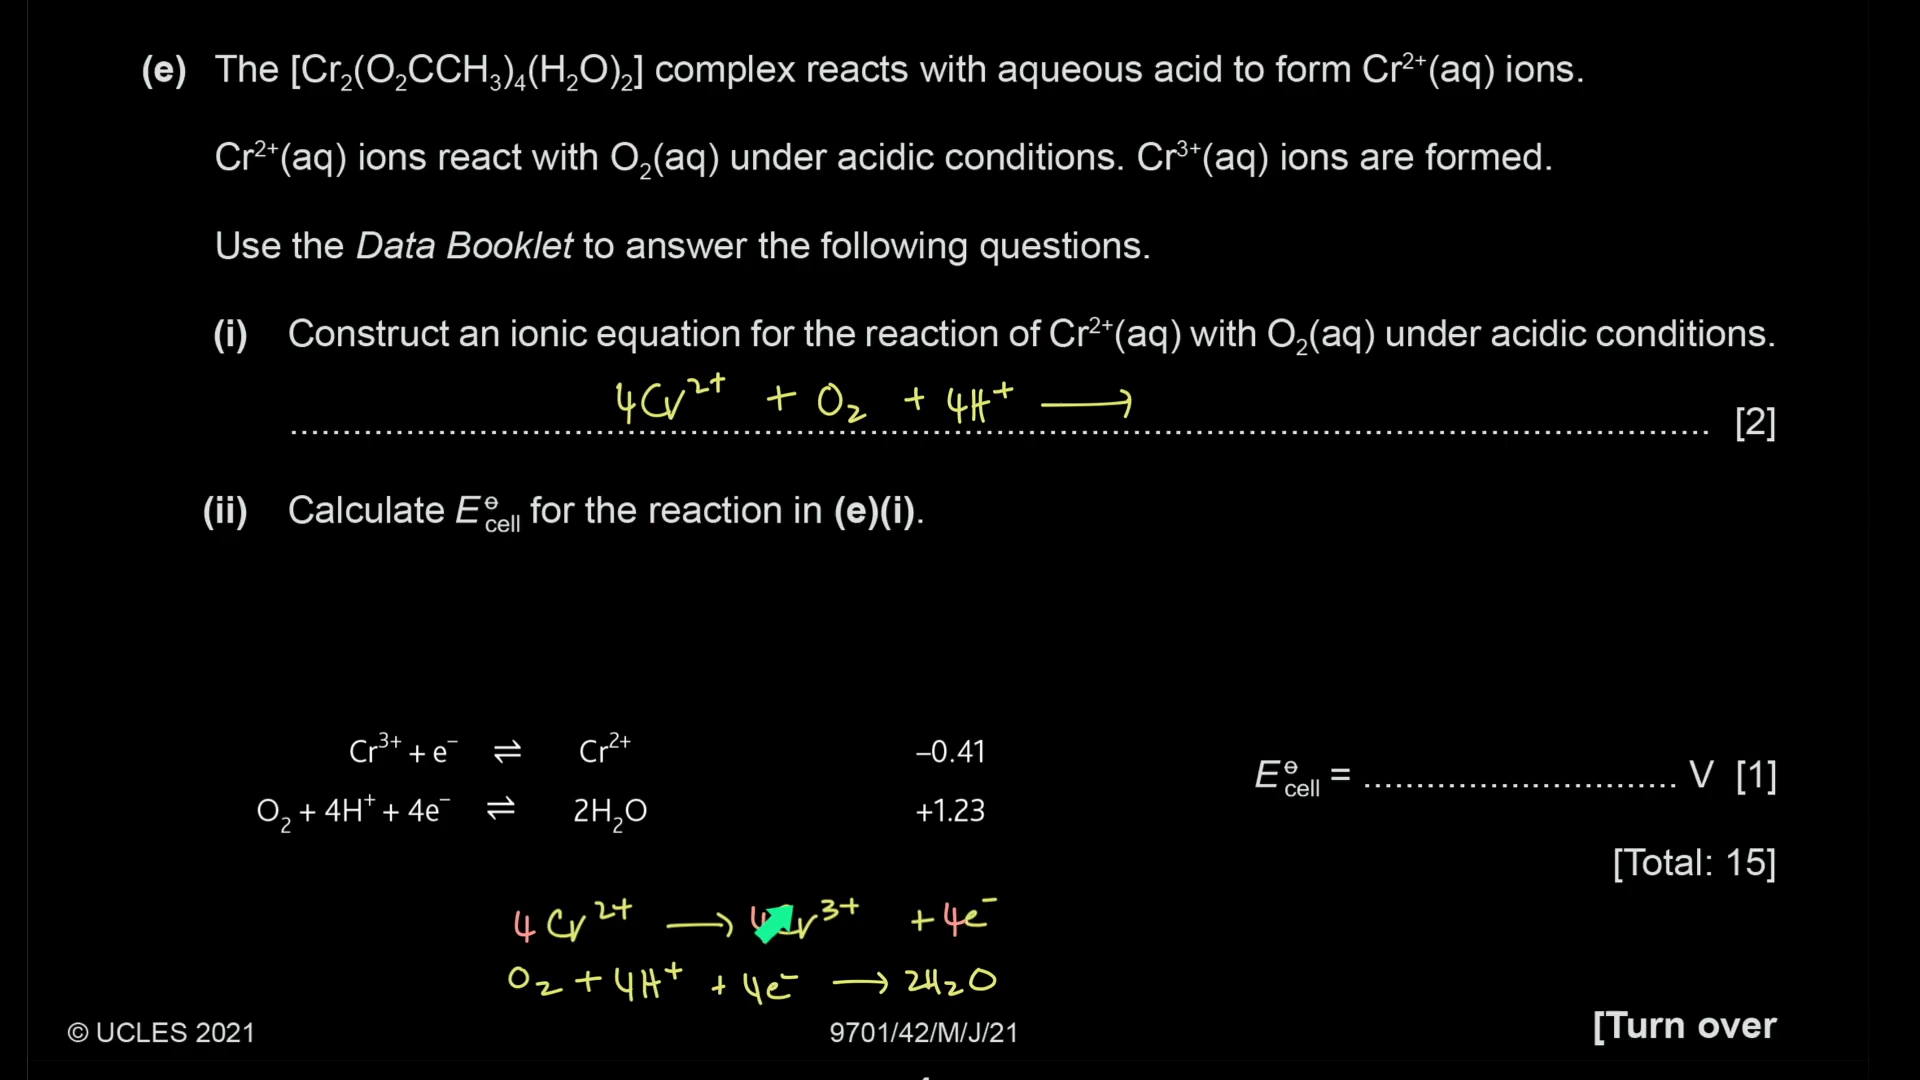 (e) The [Cr₂(O₂CCH₃)₄(H₂O)₂] complex reacts with aqueous acid to form Cr²⁺(aq) ions.
Cr²⁺(aq) ions react with O₂(aq) under acidic conditions. Cr³⁺(aq) ions are formed.
Use the Data Booklet to answer the following questions.
(i) Construct an ionic equation for the reaction of Cr²⁺(aq) with O₂(aq) under acidic conditions.
4Cr²⁺ + O₂ + 4H⁺ ⟶
.......................................................................................................................................... [2]
(ii) Calculate E⦵cell for the reaction in (e)(i).
Cr³⁺ + e⁻ ⇌ Cr²⁺ –0.41
E⦵cell = .............................. V [1]
O₂ + 4H⁺ + 4e⁻ ⇌ 2H₂O +1.23
[Total: 15]
4Cr²⁺ ⟶ 4Cr³⁺ + 4e⁻
O₂ + 4H⁺ + 4e⁻ ⟶ 2H₂O
© UCLES 2021 9701/42/M/J/21 [Turn over